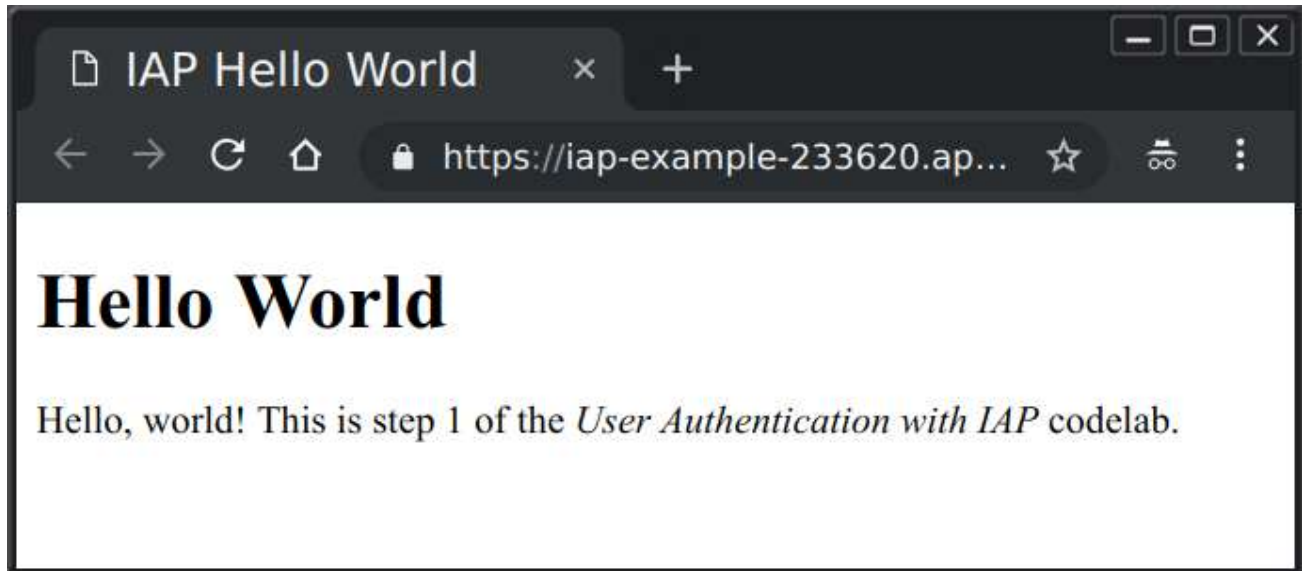 IAP Hello World
https://iap-example-233620.ap...
Hello World
Hello, world! This is step 1 of the User Authentication with IAP codelab.